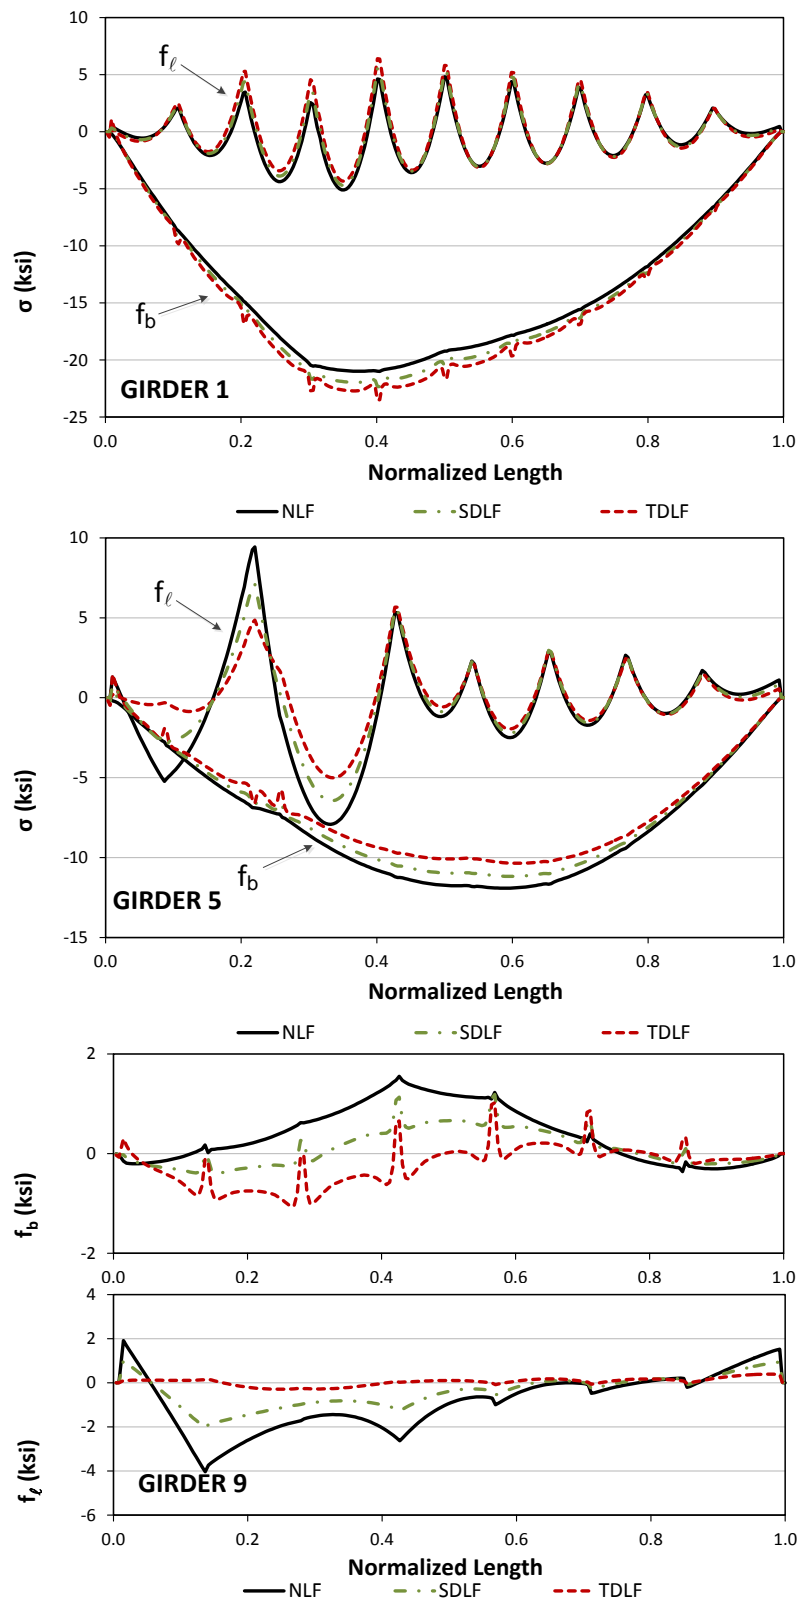 10
5
0
-5
-10
-15
-20
-25
σ (ksi)
fℓ
fb
GIRDER 1
0.0 0.2 0.4 0.6 0.8 1.0
Normalized Length
NLF SDLF TDLF
10
5
0
-5
-10
-15
σ (ksi)
fℓ
fb
GIRDER 5
0.0 0.2 0.4 0.6 0.8 1.0
Normalized Length
NLF SDLF TDLF
2
0
-2
fb (ksi)
0.0 0.2 0.4 0.6 0.8 1.0
4
2
0
-2
-4
-6
fℓ (ksi)
GIRDER 9
0.0 0.2 0.4 0.6 0.8 1.0
Normalized Length
NLF SDLF TDLF